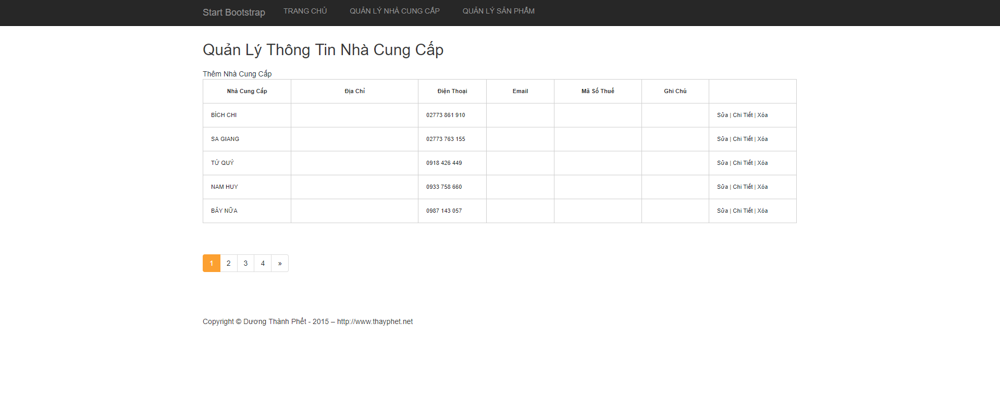 Start Bootstrap TRANG CHỦ QUẢN LÝ NHÀ CUNG CẤP QUẢN LÝ SẢN PHẨM
Quản Lý Thông Tin Nhà Cung Cấp
Thêm Nhà Cung Cấp
Nhà Cung Cấp Địa Chỉ Điện Thoại Email Mã Số Thuế Ghi Chú
BÍCH CHI 02773 861 910 Sửa | Chi Tiết | Xóa
SA GIANG 02773 763 155 Sửa | Chi Tiết | Xóa
TỨ QUÝ 0918 426 449 Sửa | Chi Tiết | Xóa
NAM HUY 0933 758 660 Sửa | Chi Tiết | Xóa
BẢY NỮA 0987 143 057 Sửa | Chi Tiết | Xóa
1 2 3 4 »
Copyright © Dương Thành Phết - 2015 – http://www.thayphet.net